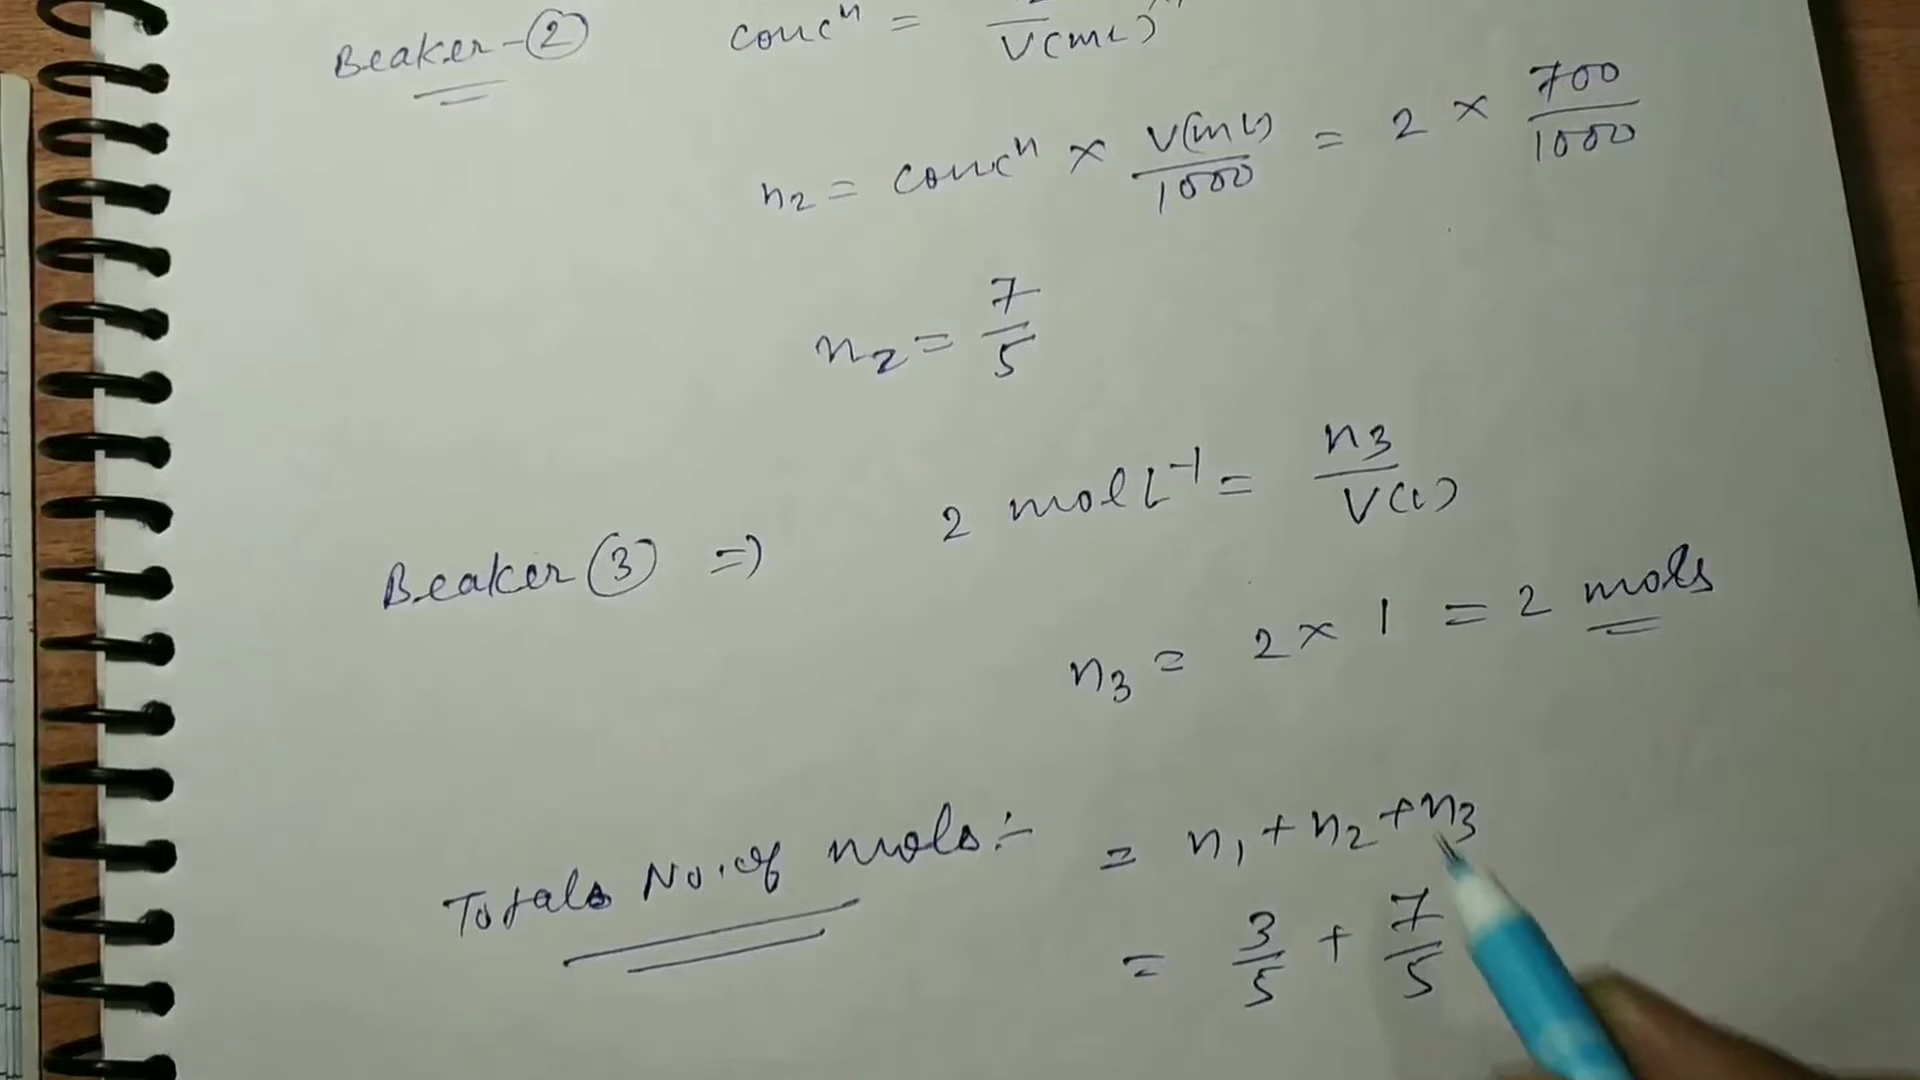 Beaker-②  concⁿ = ―/V(mL)
n₂ = concⁿ × V(mL)/1000 = 2 × 700/1000
n₂ = 7/5
Beaker ③ ⇒ 2 mol L⁻¹ = n₃/V(L)
n₃ = 2 × 1 = 2 mols
Totals No. of mols :- = n₁ + n₂ + n₃
= 3/5 + 7/5